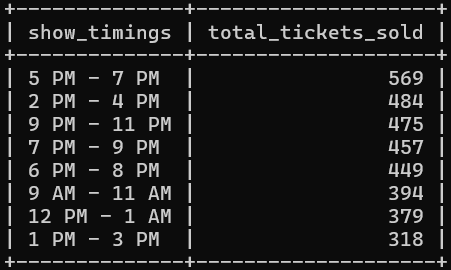 +--------------+--------------------+
| show_timings | total_tickets_sold |
+--------------+--------------------+
| 5 PM - 7 PM  |                569 |
| 2 PM - 4 PM  |                484 |
| 9 PM - 11 PM |                475 |
| 7 PM - 9 PM  |                457 |
| 6 PM - 8 PM  |                449 |
| 9 AM - 11 AM |                394 |
| 12 PM - 1 AM |                379 |
| 1 PM - 3 PM  |                318 |
+--------------+--------------------+